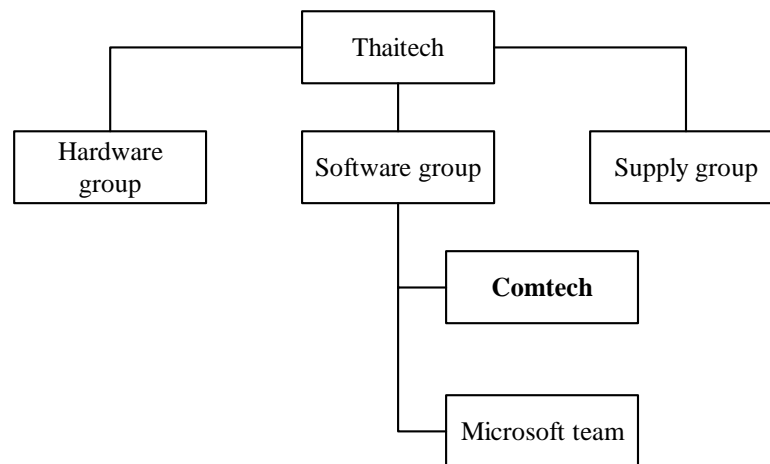 Thaitech
Hardware
group
Software group
Supply group
Comtech
Microsoft team